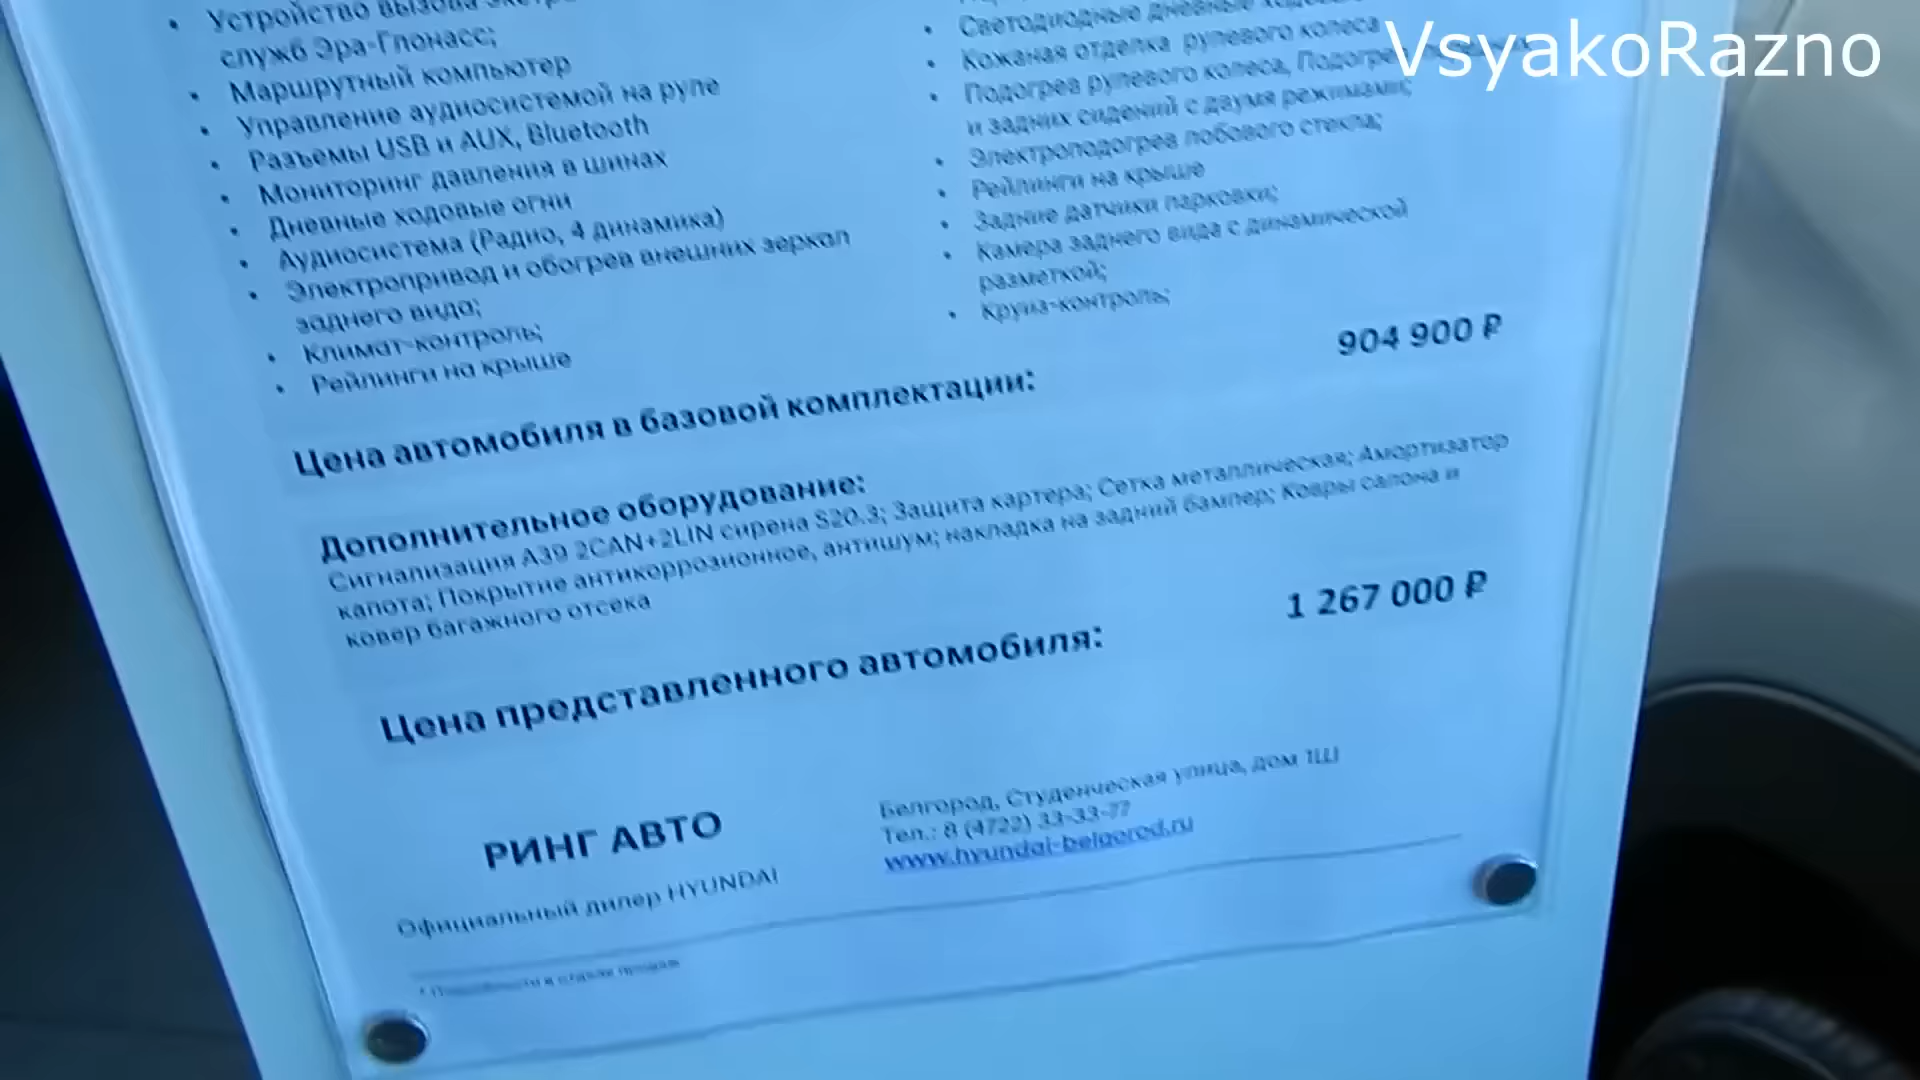 Устройство вызова
служб Эра-Глонасс;
Маршрутный компьютер
Управление аудиосистемой на руле
Разъемы USB и AUX, Bluetooth
Мониторинг давления в шинах
Дневные ходовые огни
Аудиосистема (Радио, 4 динамика)
Электропривод и обогрев внешних зеркал
заднего вида;
Климат-контроль;
Рейлинги на крыше
Светодиодные дневные
Кожаная отделка рулевого колеса
Подогрев рулевого колеса, Подогрев
и задних сидений с двумя режимами;
Электроподогрев лобового стекла;
Рейлинги на крыше
Задние датчики парковки;
Камера заднего вида с динамической
разметкой;
Круиз-контроль;
Цена автомобиля в базовой комплектации: 904 900 ₽
Дополнительное оборудование:
Сигнализация А39 2CAN+2LIN сирена S20.3; Защита картера; Сетка металлическая; Амортизатор
капота; Покрытие антикоррозионное, антишум; накладка на задний бампер; Ковры салона и
ковер багажного отсека
Цена представленного автомобиля: 1 267 000 ₽
РИНГ АВТО
Официальный дилер HYUNDAI
Белгород, Студенческая улица, дом 1Ш
Тел.: 8 (4722) 33-33-77
www.hyundai-belgorod.ru
VsyakoRazno